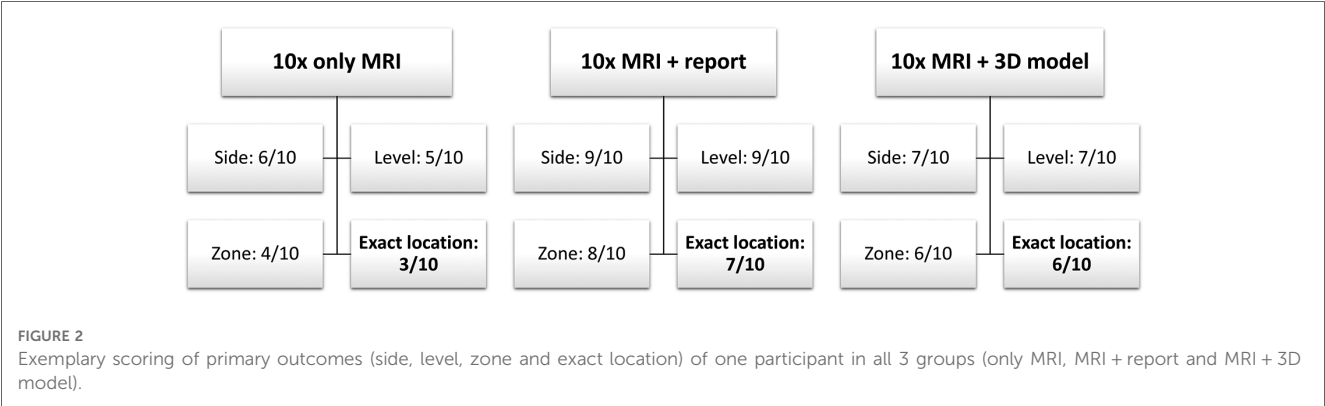 10x only MRI
10x MRI + report
10x MRI + 3D model
Side: 6/10
Level: 5/10
Side: 9/10
Level: 9/10
Side: 7/10
Level: 7/10
Zone: 4/10
Exact location:
3/10
Zone: 8/10
Exact location:
7/10
Zone: 6/10
Exact location:
6/10
FIGURE 2
Exemplary scoring of primary outcomes (side, level, zone and exact location) of one participant in all 3 groups (only MRI, MRI + report and MRI + 3D
model).